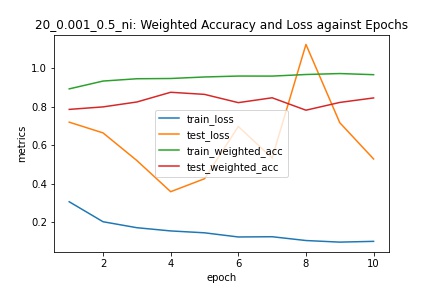 20_0.001_0.5_ni: Weighted Accuracy and Loss against Epochs
metrics
1.0
0.8
0.6
0.4
0.2
train_loss
test_loss
train_weighted_acc
test_weighted_acc
2
4
6
8
10
epoch